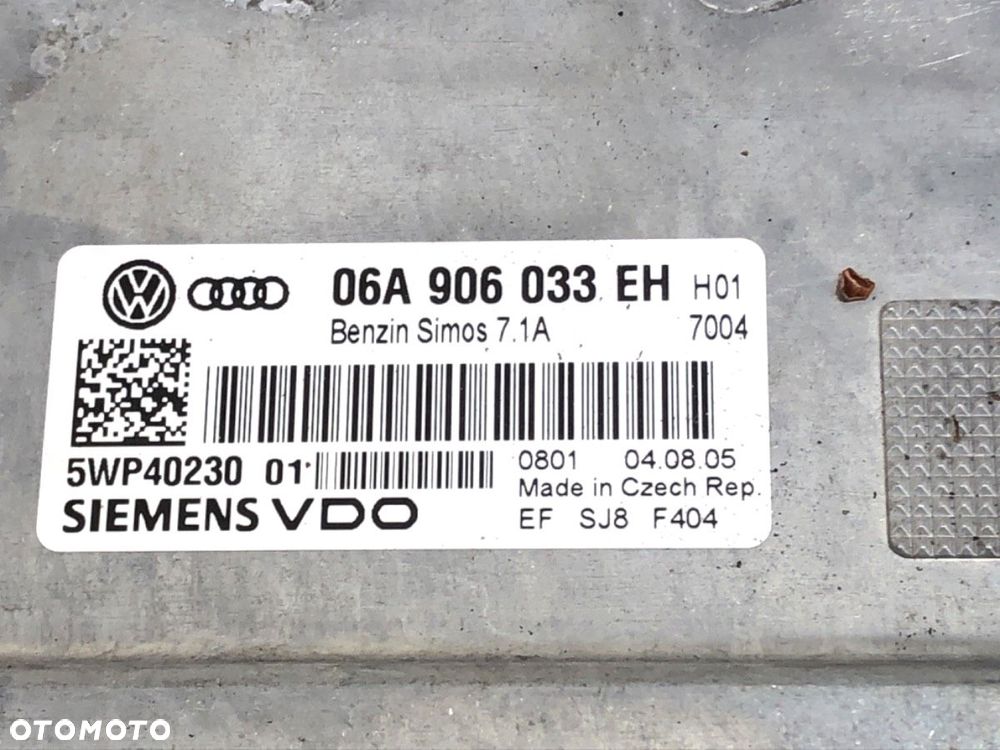 06A 906 033 EH H01
Benzin Simos 7.1A 7004
5WP40230 01
0801 04.08.05
Made in Czech Rep.
SIEMENS VDO
EF SJ8 F404
OTOMOTO